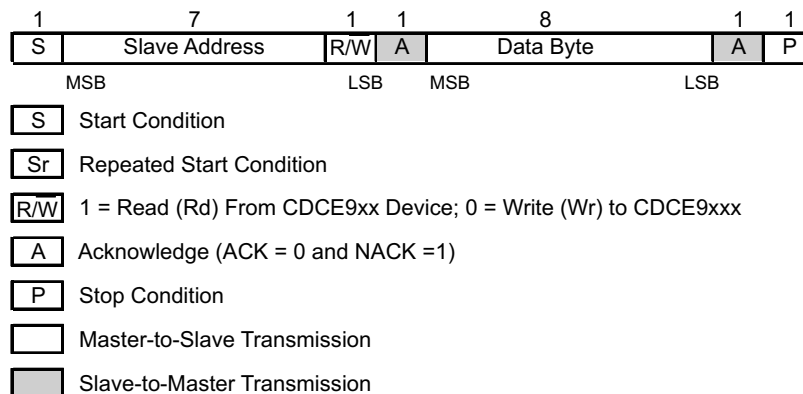 1 7 1 1 8 1 1
S Slave Address R/W̅ A Data Byte A P
MSB LSB MSB LSB
S Start Condition
Sr Repeated Start Condition
R/W̅ 1 = Read (Rd) From CDCE9xx Device; 0 = Write (Wr) to CDCE9xxx
A Acknowledge (ACK = 0 and NACK =1)
P Stop Condition
Master-to-Slave Transmission
Slave-to-Master Transmission